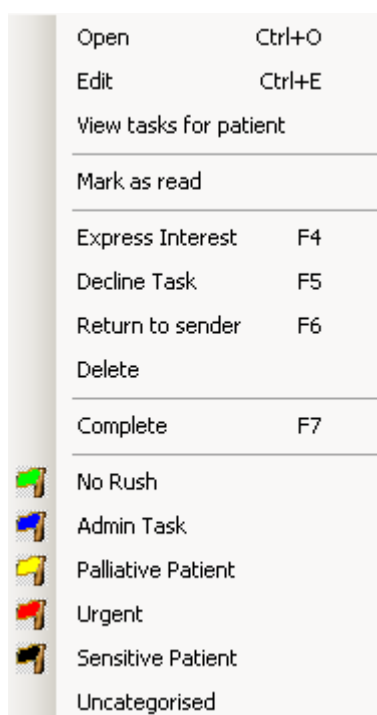 Open Ctrl+O
Edit Ctrl+E
View tasks for patient
Mark as read
Express Interest F4
Decline Task F5
Return to sender F6
Delete
Complete F7
No Rush
Admin Task
Palliative Patient
Urgent
Sensitive Patient
Uncategorised